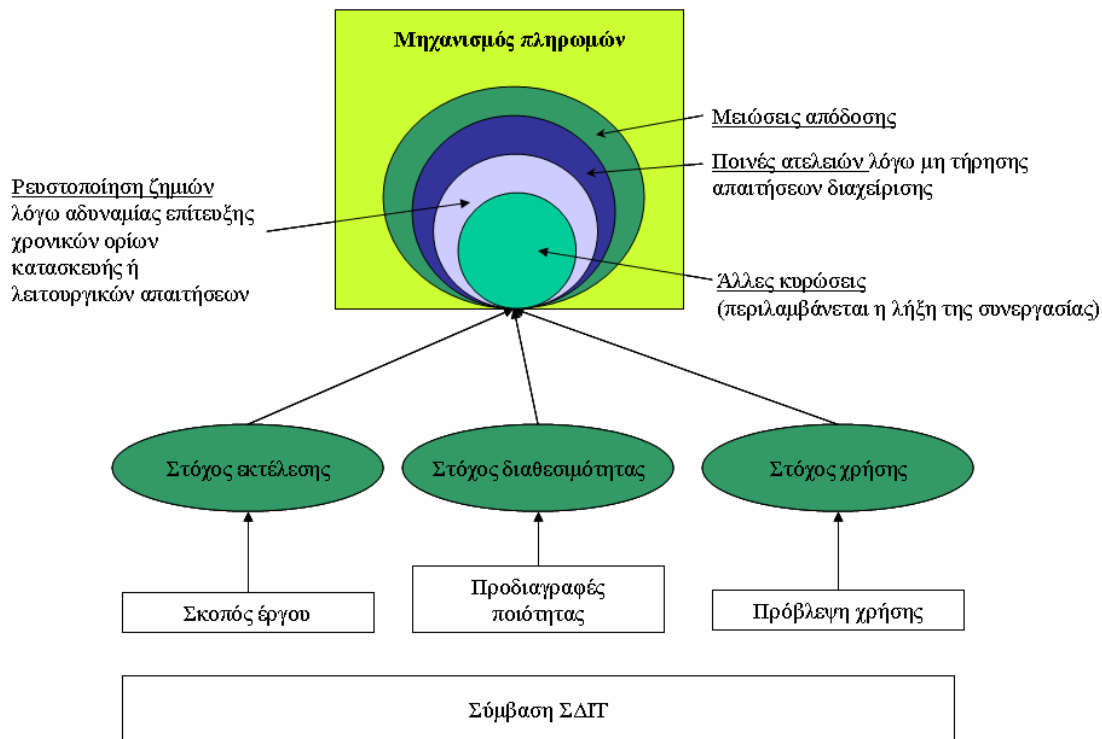 Μηχανισμός πληρωμών
Μειώσεις απόδοσης
Ποινές ατελειών λόγω μη τήρησης
απαιτήσεων διαχείρισης
Ρευστοποίηση ζημιών
λόγω αδυναμίας επίτευξης
χρονικών ορίων
κατασκευής ή
λειτουργικών απαιτήσεων
Άλλες κυρώσεις
(περιλαμβάνεται η λήξη της συνεργασίας)
Στόχος εκτέλεσης
Στόχος διαθεσιμότητας
Στόχος χρήσης
Σκοπός έργου
Προδιαγραφές
ποιότητας
Πρόβλεψη χρήσης
Σύμβαση ΣΔΙΤ